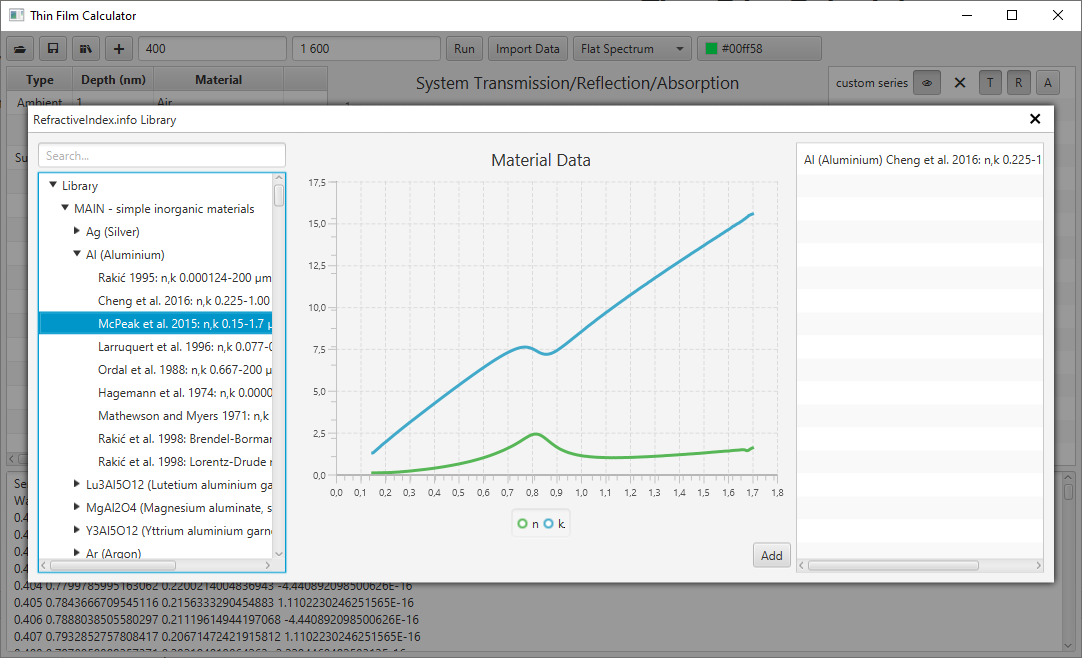 Thin Film Calculator
400
1 600
Run
Import Data
Flat Spectrum
#00ff58
Type
Depth (nm)
Material
System Transmission/Reflection/Absorption
custom series
T
R
A
Ambient
1
Air
RefractiveIndex.info Library
Search...
Library
MAIN - simple inorganic materials
Ag (Silver)
Al (Aluminium)
Rakić 1995: n,k 0.000124-200 µm
Cheng et al. 2016: n,k 0.225-1.00
McPeak et al. 2015: n,k 0.15-1.7
Larruquert et al. 1996: n,k 0.077-0
Ordal et al. 1988: n,k 0.667-200 µ
Hagemann et al. 1974: n,k 0.0000
Mathewson and Myers 1971: n,k
Rakić et al. 1998: Brendel-Borma
Rakić et al. 1998: Lorentz-Drude
Lu3Al5O12 (Lutetium aluminium ga
MgAl2O4 (Magnesium aluminate, s
Y3Al5O12 (Yttrium aluminium garn
Ar (Argon)
Material Data
17,5
15,0
12,5
10,0
7,5
5,0
2,5
0,0
0,0 0,1 0,2 0,3 0,4 0,5 0,6 0,7 0,8 0,9 1,0 1,1 1,2 1,3 1,4 1,5 1,6 1,7 1,8
n k
Add
Al (Aluminium) Cheng et al. 2016: n,k 0.225-1
Su
Se
Wa
0.4
0.4
0.4
0.404 0.7799785995163062 0.2200214004836943 -4.440892098500626E-16
0.405 0.7843666709545116 0.2156333290454883 1.1102230246251565E-16
0.406 0.7888038505580297 0.21119614944197068 -4.440892098500626E-16
0.407 0.7932852757808417 0.20671472421915812 1.1102230246251565E-16